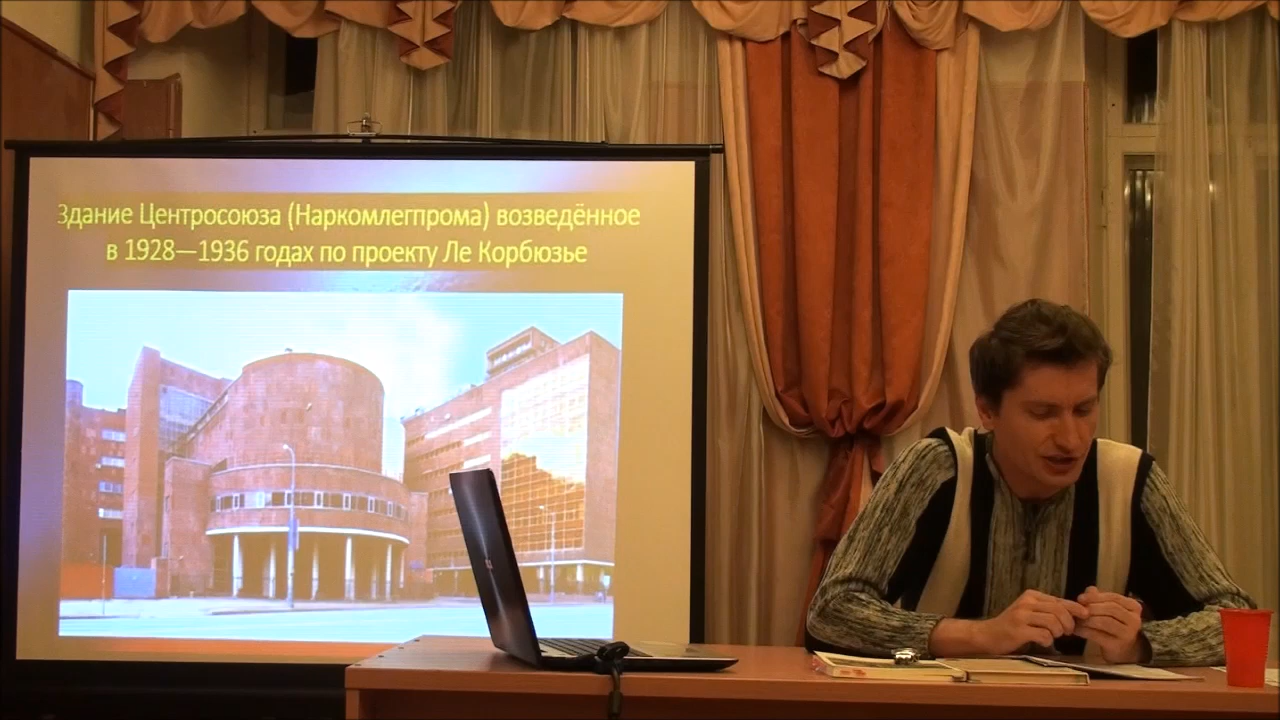 Здание Центросоюза (Наркомлегпрома) возведённое
в 1928—1936 годах по проекту Ле Корбюзье